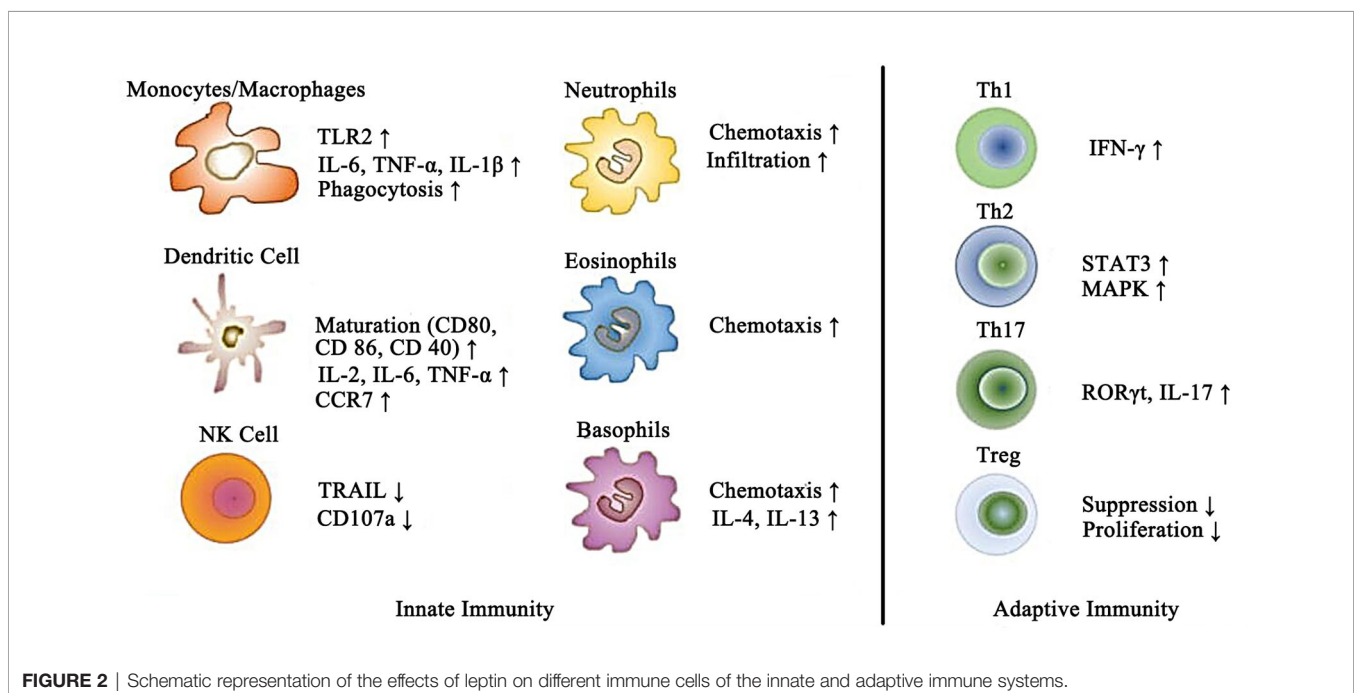 Monocytes/Macrophages
TLR2 ↑
IL-6, TNF-α, IL-1β ↑
Phagocytosis ↑
Dendritic Cell
Maturation (CD80,
CD 86, CD 40) ↑
IL-2, IL-6, TNF-α ↑
CCR7 ↑
NK Cell
TRAIL ↓
CD107a ↓
Neutrophils
Chemotaxis ↑
Infiltration ↑
Eosinophils
Chemotaxis ↑
Basophils
Chemotaxis ↑
IL-4, IL-13 ↑
Innate Immunity
Th1
IFN-γ ↑
Th2
STAT3 ↑
MAPK ↑
Th17
RORγt, IL-17 ↑
Treg
Suppression ↓
Proliferation ↓
Adaptive Immunity
FIGURE 2 | Schematic representation of the effects of leptin on different immune cells of the innate and adaptive immune systems.